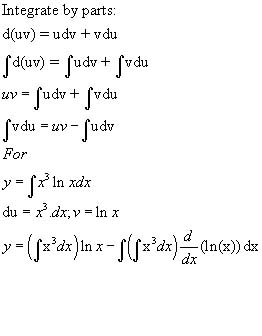 Integrate by parts:
d(uv) = udv + vdu
∫d(uv) = ∫udv + ∫vdu
uv = ∫udv + ∫vdu
∫vdu = uv − ∫udv
For
y = ∫x³ ln xdx
du = x³.dx; v = ln x
y = (∫x³dx) ln x − ∫(∫x³dx) d/dx (ln(x)) dx